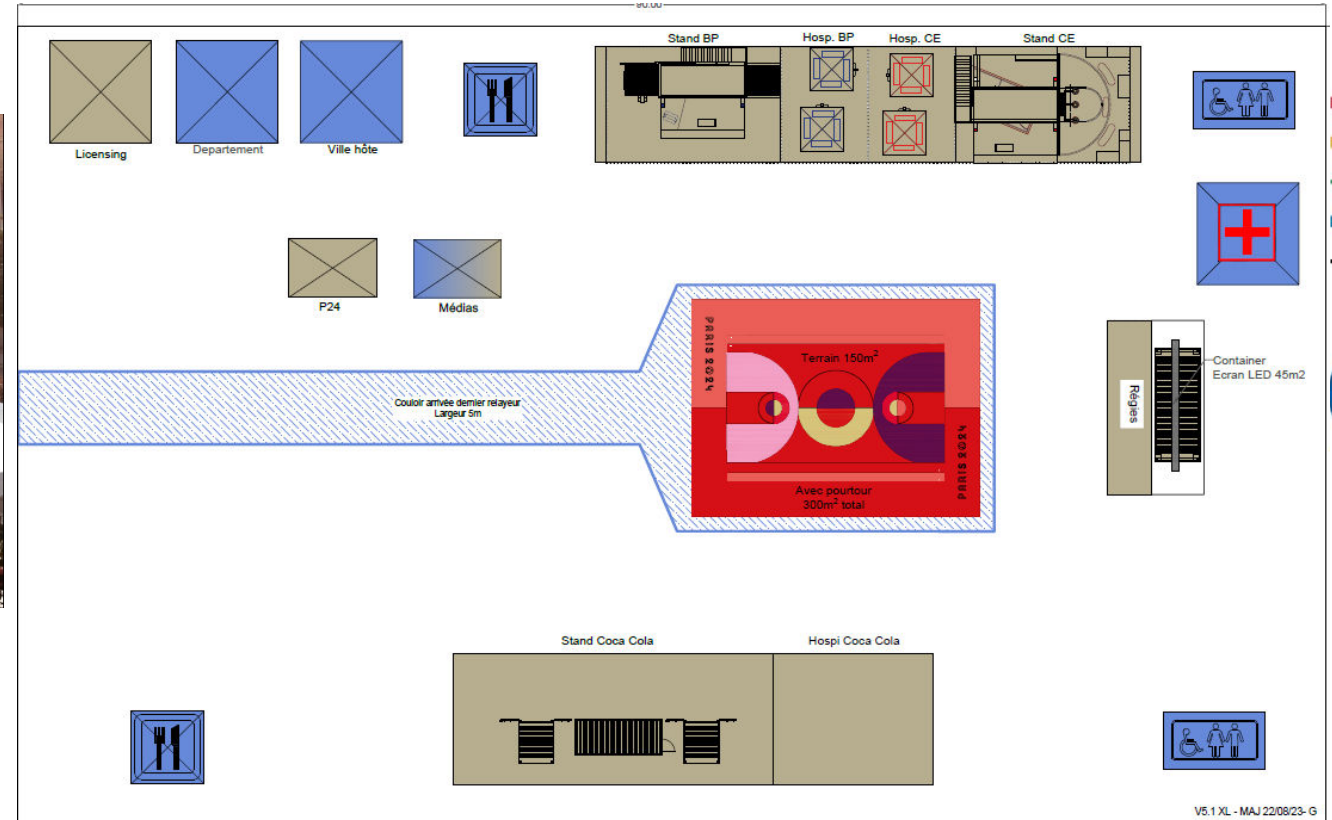 90.00
Stand BP
Hosp. BP
Hosp. CE
Stand CE
Licensing
Departement
Ville hôte
P24
Médias
PARIS 2024
Terrain 150m²
Couloir arrivée dernier relayeur
Largeur 5m
Avec pourtour
300m² total
PARIS 2024
Régies
Container
Ecran LED 45m2
Stand Coca Cola
Hospi Coca Cola
V5.1 XL - MAJ 22/08/23- G